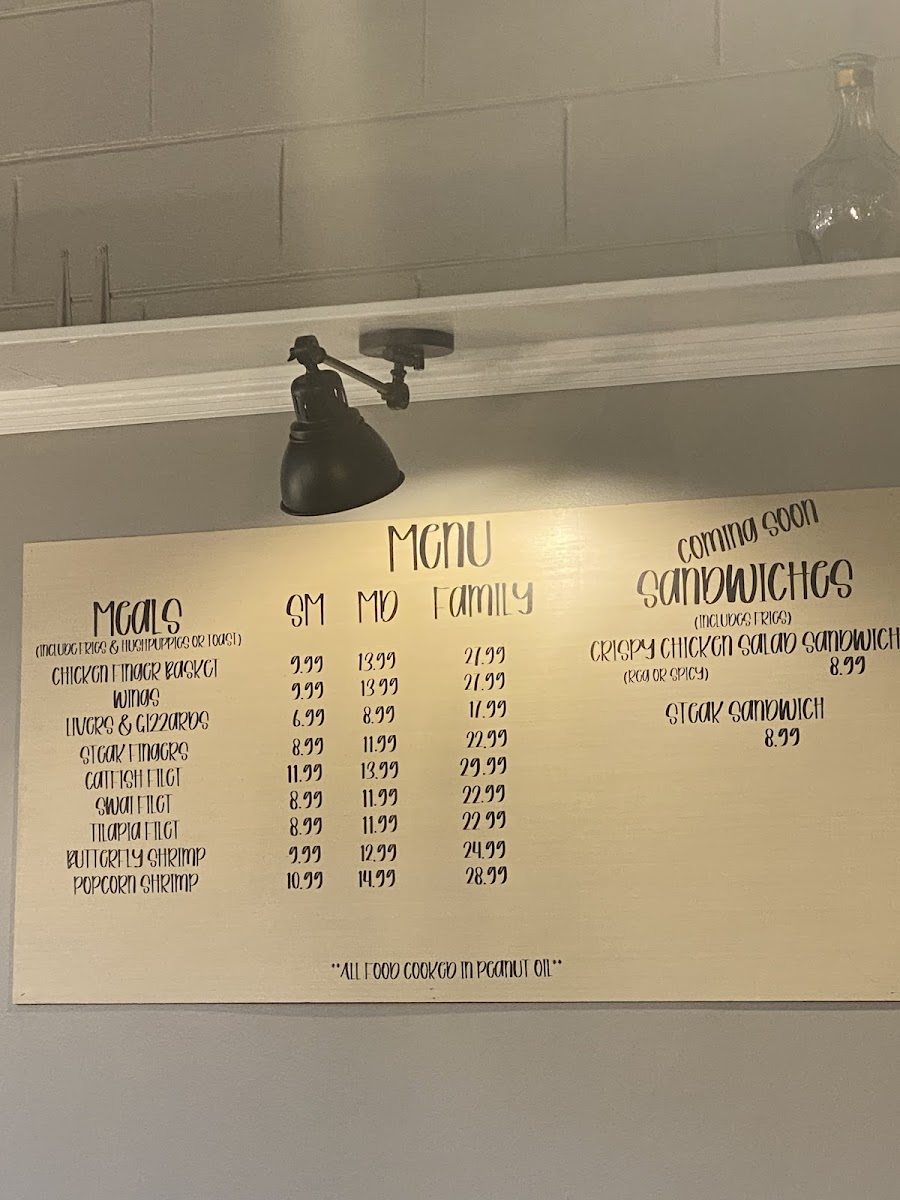 MENU
MEALS SM MD FAMILY
(INCLUDE FRIES & HUSHPUPPIES OR TOAST)
CHICKEN FINGER BASKET 9.99 13.99 27.99
WINGS 9.99 13.99 27.99
LIVERS & GIZZARDS 6.99 8.99 17.99
STEAK FINGERS 8.99 11.99 22.99
CATFISH FILET 11.99 13.99 29.99
SWAI FILET 8.99 11.99 22.99
TILAPIA FILET 8.99 11.99 22.99
BUTTERFLY SHRIMP 9.99 12.99 24.99
POPCORN SHRIMP 10.99 14.99 28.99
**ALL FOOD COOKED IN PEANUT OIL**
COMING SOON
SANDWICHES
(INCLUDES FRIES)
CRISPY CHICKEN SALAD SANDWICH
(REG OR SPICY) 8.99
STEAK SANDWICH
8.99